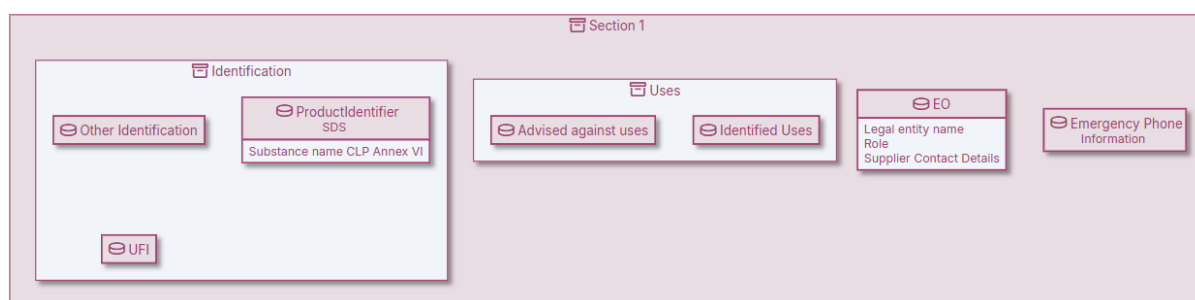 Section 1
Identification
Other Identification
ProductIdentifier
SDS
Substance name CLP Annex VI
UFI
Uses
Advised against uses
Identified Uses
EO
Legal entity name
Role
Supplier Contact Details
Emergency Phone
Information